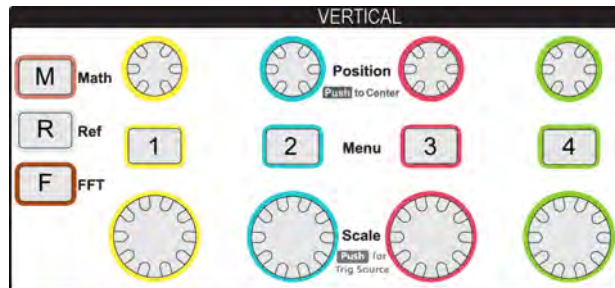 VERTICAL
M Math
Position
Push to Center
R Ref
1 2 Menu 3 4
F FFT
Scale
Push for
Trig Source